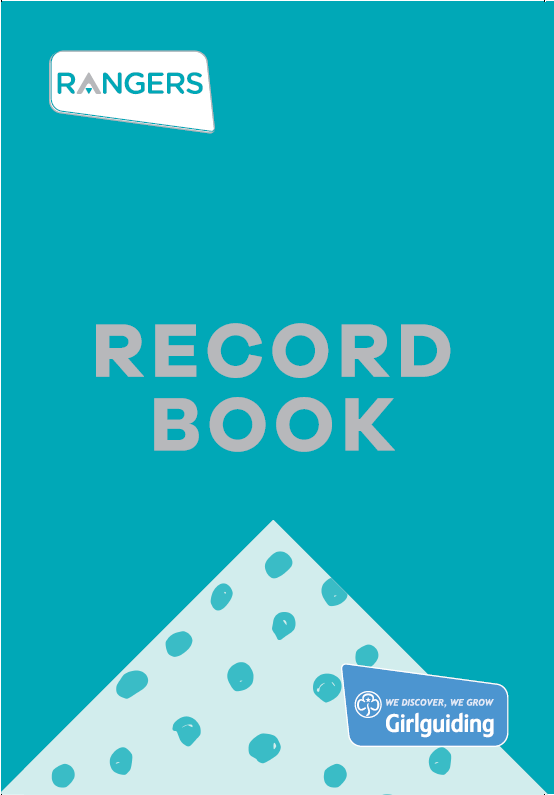 RANGERS
RECORD
BOOK
WE DISCOVER, WE GROW
Girlguiding